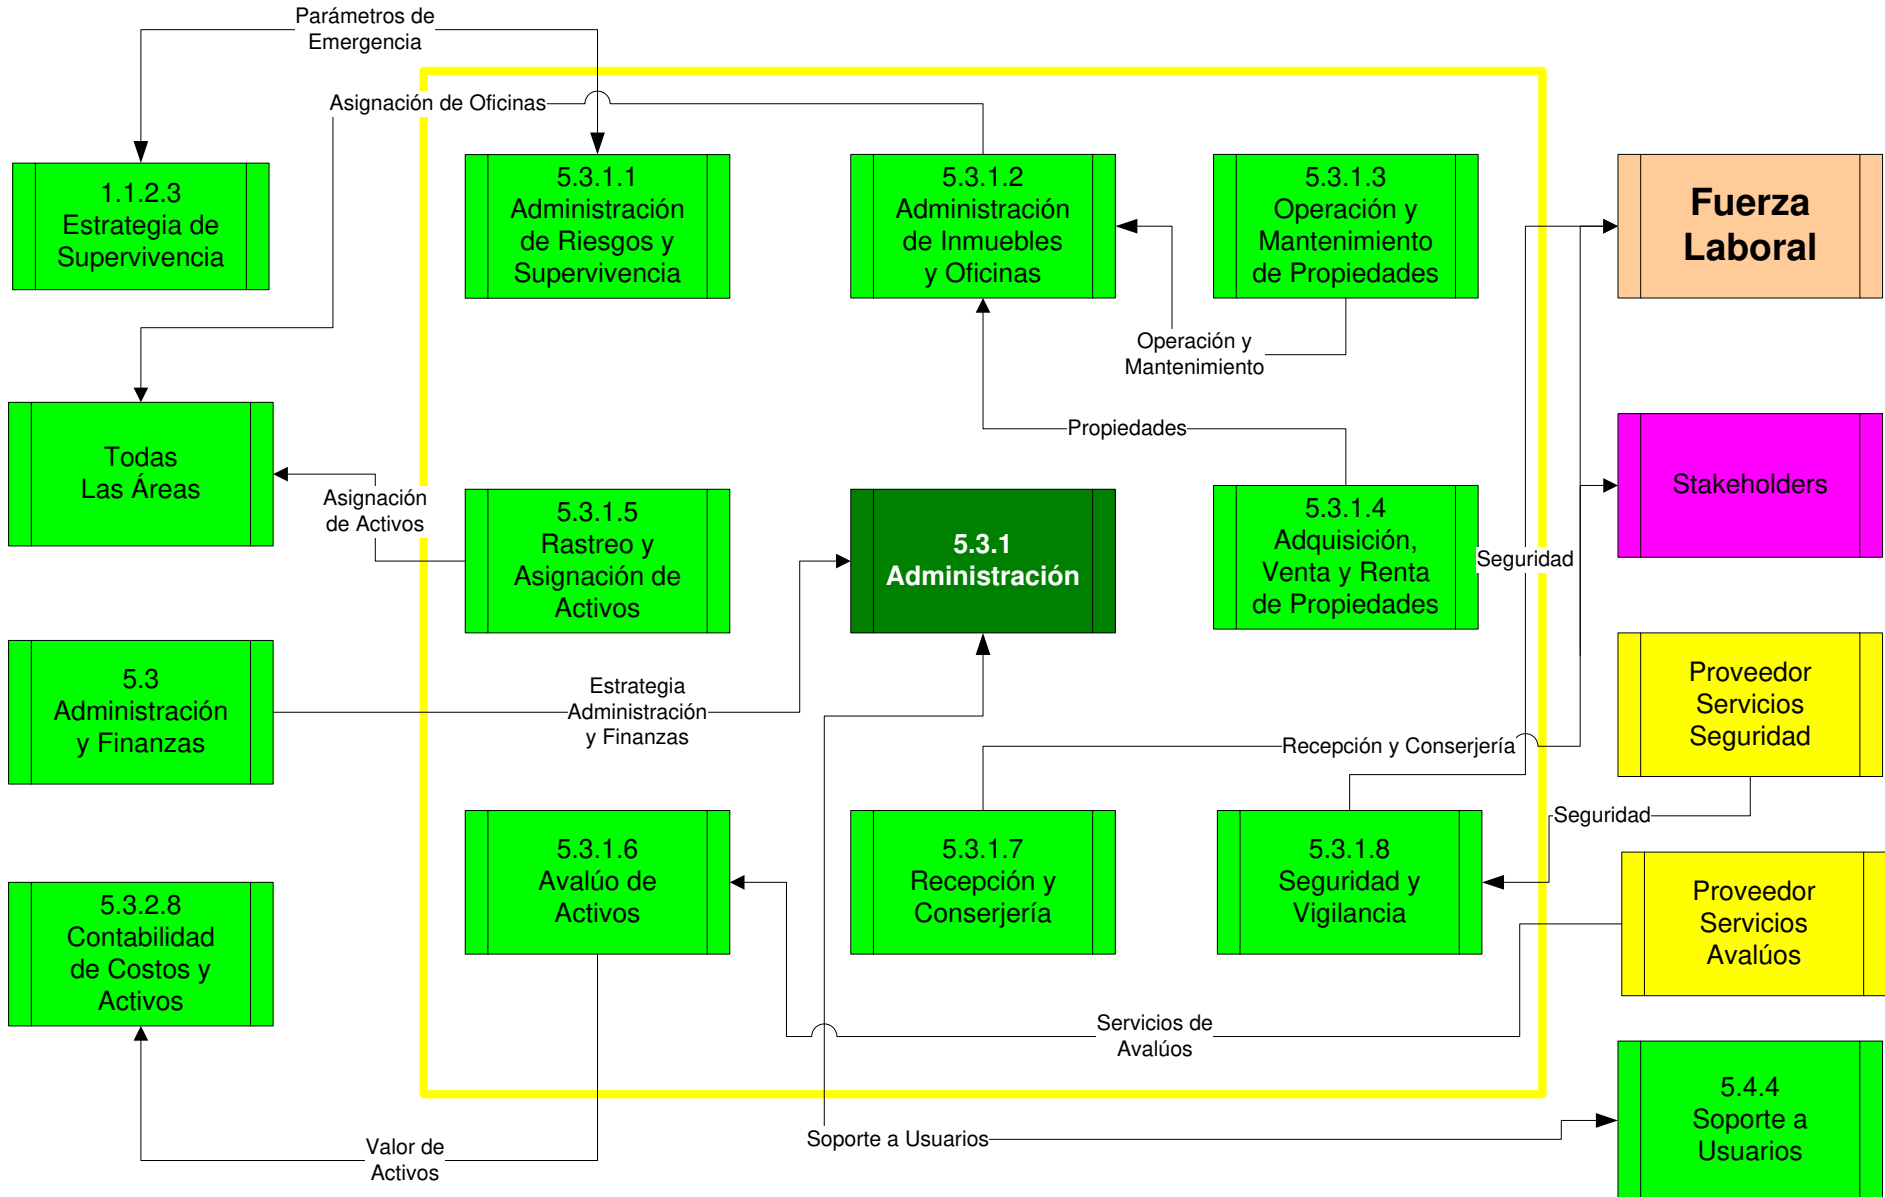 Parámetros de
Emergencia
Asignación de Oficinas
1.1.2.3
Estrategia de
Supervivencia
5.3.1.1
Administración
de Riesgos y
Supervivencia
5.3.1.2
Administración
de Inmuebles
y Oficinas
5.3.1.3
Operación y
Mantenimiento
de Propiedades
Fuerza
Laboral
Operación y
Mantenimiento
Propiedades
Todas
Las Áreas
Asignación
de Activos
5.3.1.5
Rastreo y
Asignación de
Activos
5.3.1
Administración
5.3.1.4
Adquisición,
Venta y Renta
de Propiedades
Seguridad
Stakeholders
5.3
Administración
y Finanzas
Estrategia
Administración
y Finanzas
Recepción y Conserjería
Proveedor
Servicios
Seguridad
Seguridad
5.3.2.8
Contabilidad
de Costos y
Activos
5.3.1.6
Avalúo de
Activos
5.3.1.7
Recepción y
Conserjería
5.3.1.8
Seguridad y
Vigilancia
Proveedor
Servicios
Avalúos
Servicios de
Avalúos
Valor de
Activos
Soporte a Usuarios
5.4.4
Soporte a
Usuarios